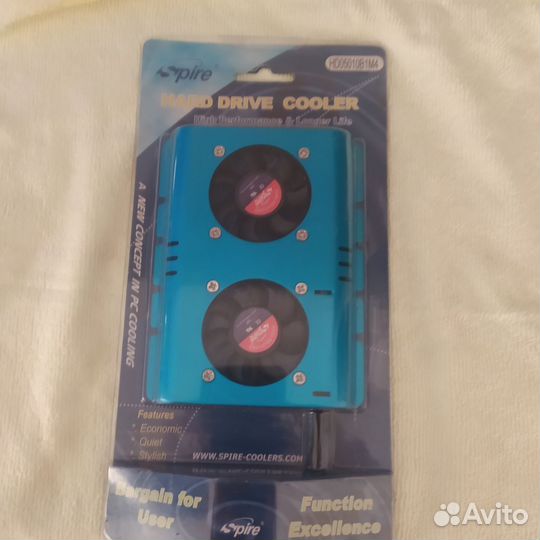 Spire
HD05010B1M4
HARD DRIVE COOLER
High Performance & Longer Life
A NEW CONCEPT IN PC COOLING
Features
Economic
Quiet
Stylish
WWW.SPIRE-COOLERS.COM
Bargain for
User
Spire
Function
Excellence
Avito